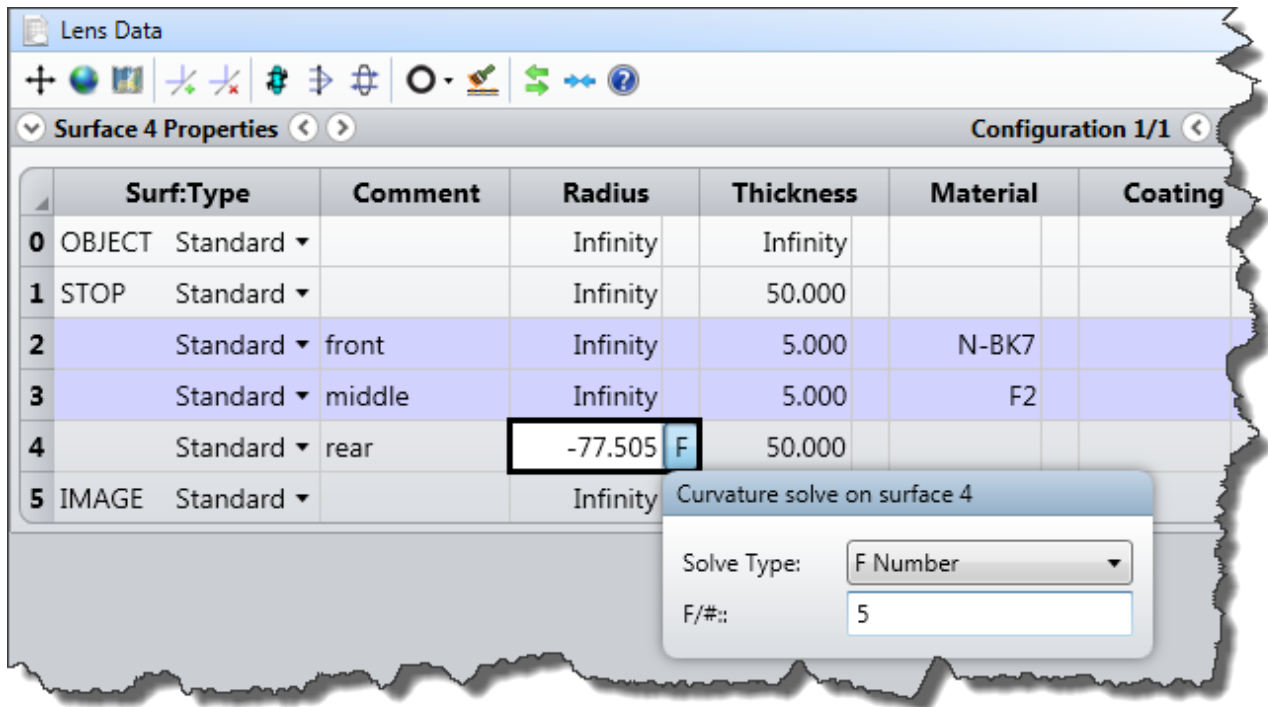 Lens Data
Surface 4 Properties Configuration 1/1
Surf:Type Comment Radius Thickness Material Coating
0 OBJECT Standard Infinity Infinity
1 STOP Standard Infinity 50.000
2 Standard front Infinity 5.000 N-BK7
3 Standard middle Infinity 5.000 F2
4 Standard rear -77.505 F 50.000
5 IMAGE Standard Infinity
Curvature solve on surface 4
Solve Type: F Number
F/#:: 5